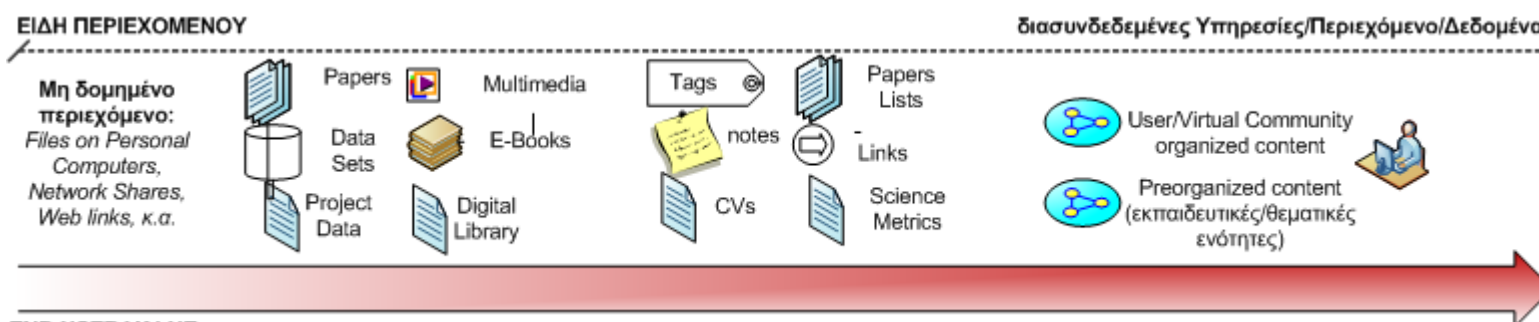 ΕΙΔΗ ΠΕΡΙΕΧΟΜΕΝΟΥ
διασυνδεδεμένες Υπηρεσίες/Περιεχόμενο/Δεδομένα
Μη δομημένο
περιεχόμενο:
Files on Personal
Computers,
Network Shares,
Web links, κ.α.
Papers
Data
Sets
Project
Data
Multimedia
E-Books
Digital
Library
Tags
notes
CVs
Papers
Lists
-
Links
Science
Metrics
User/Virtual Community
organized content
Preorganized content
(εκπαιδευτικές/θεματικές
ενότητες)